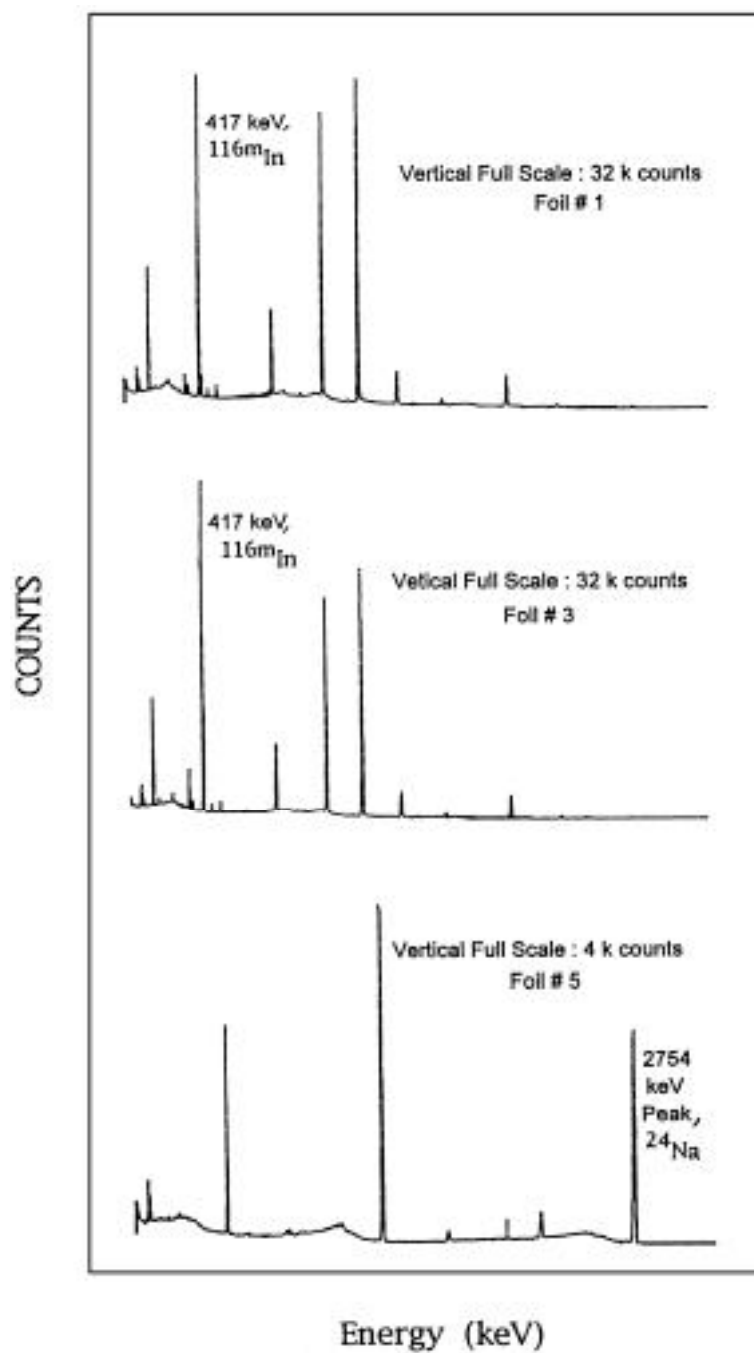 417 keV,
116mIn
Vertical Full Scale : 32 k counts
Foil # 1
417 keV,
116mIn
Vetical Full Scale : 32 k counts
Foil # 3
COUNTS
Vertical Full Scale : 4 k counts
Foil # 5
2754
keV
Peak,
24Na
Energy (keV)